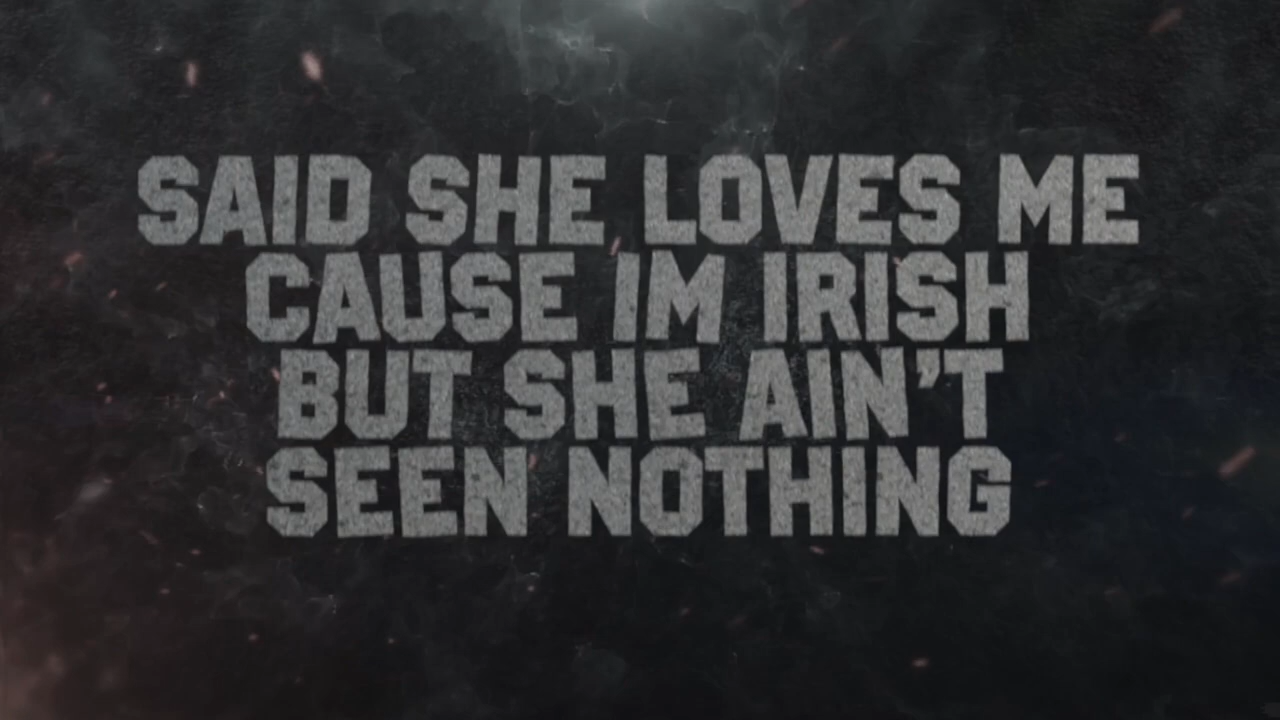 SAID SHE LOVES ME
CAUSE IM IRISH
BUT SHE AIN'T
SEEN NOTHING